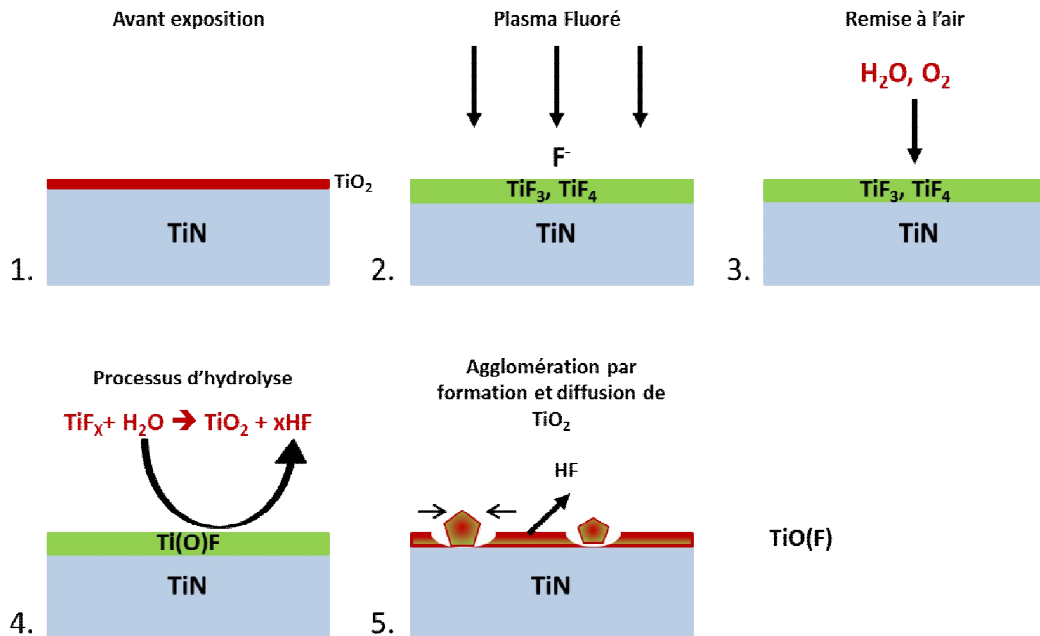 Avant exposition
TiO₂
TiN
1.
Plasma Fluoré
F⁻
TiF₃, TiF₄
TiN
2.
Remise à l'air
H₂O, O₂
TiF₃, TiF₄
TiN
3.
Processus d'hydrolyse
TiFₓ+ H₂O ➔ TiO₂ + xHF
Ti(O)F
TiN
4.
Agglomération par
formation et diffusion de
TiO₂
HF
TiN
5.
TiO(F)